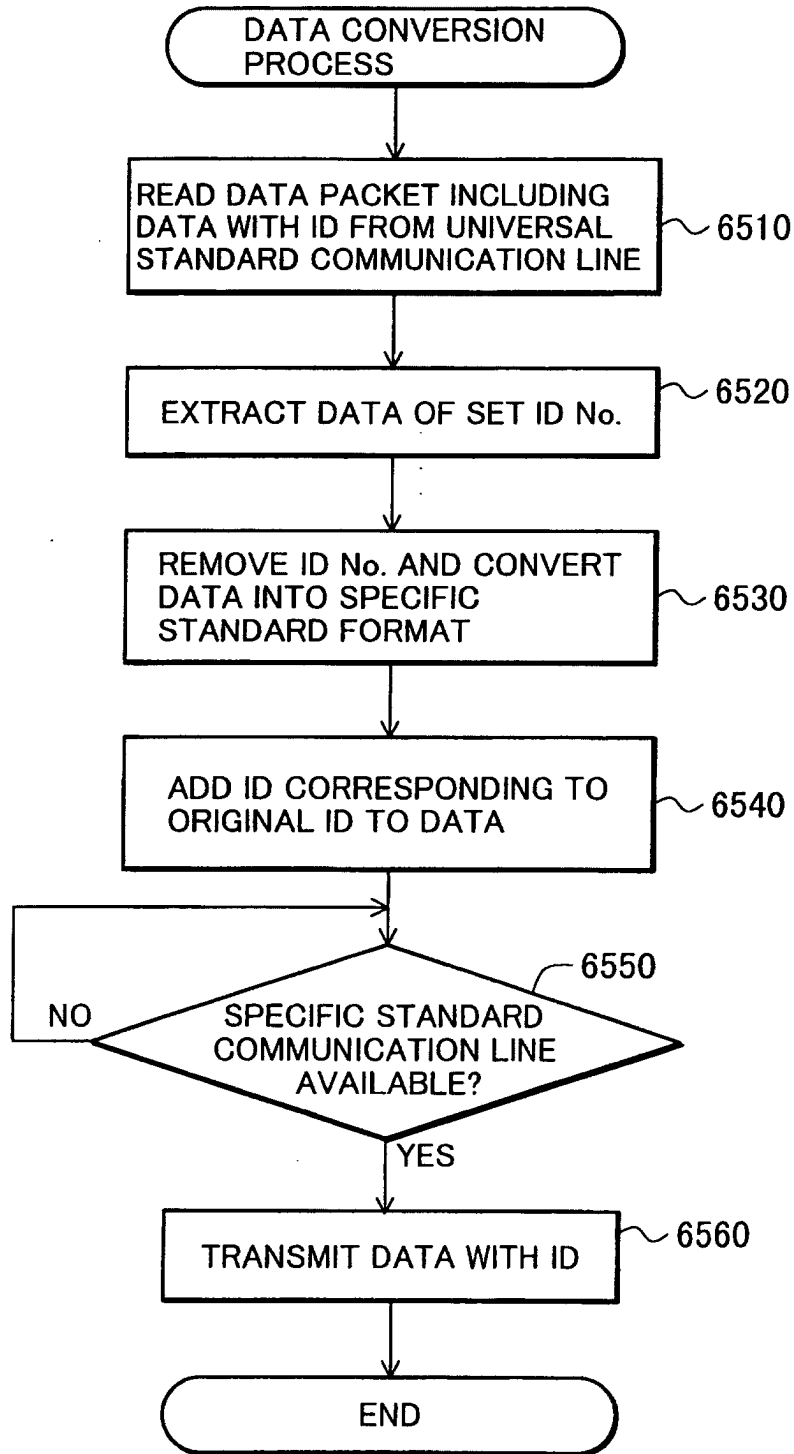 DATA CONVERSION
PROCESS
READ DATA PACKET INCLUDING
DATA WITH ID FROM UNIVERSAL
STANDARD COMMUNICATION LINE
6510
EXTRACT DATA OF SET ID No.
6520
REMOVE ID No. AND CONVERT
DATA INTO SPECIFIC
STANDARD FORMAT
6530
ADD ID CORRESPONDING TO
ORIGINAL ID TO DATA
6540
6550
NO
SPECIFIC STANDARD
COMMUNICATION LINE
AVAILABLE?
YES
TRANSMIT DATA WITH ID
6560
END